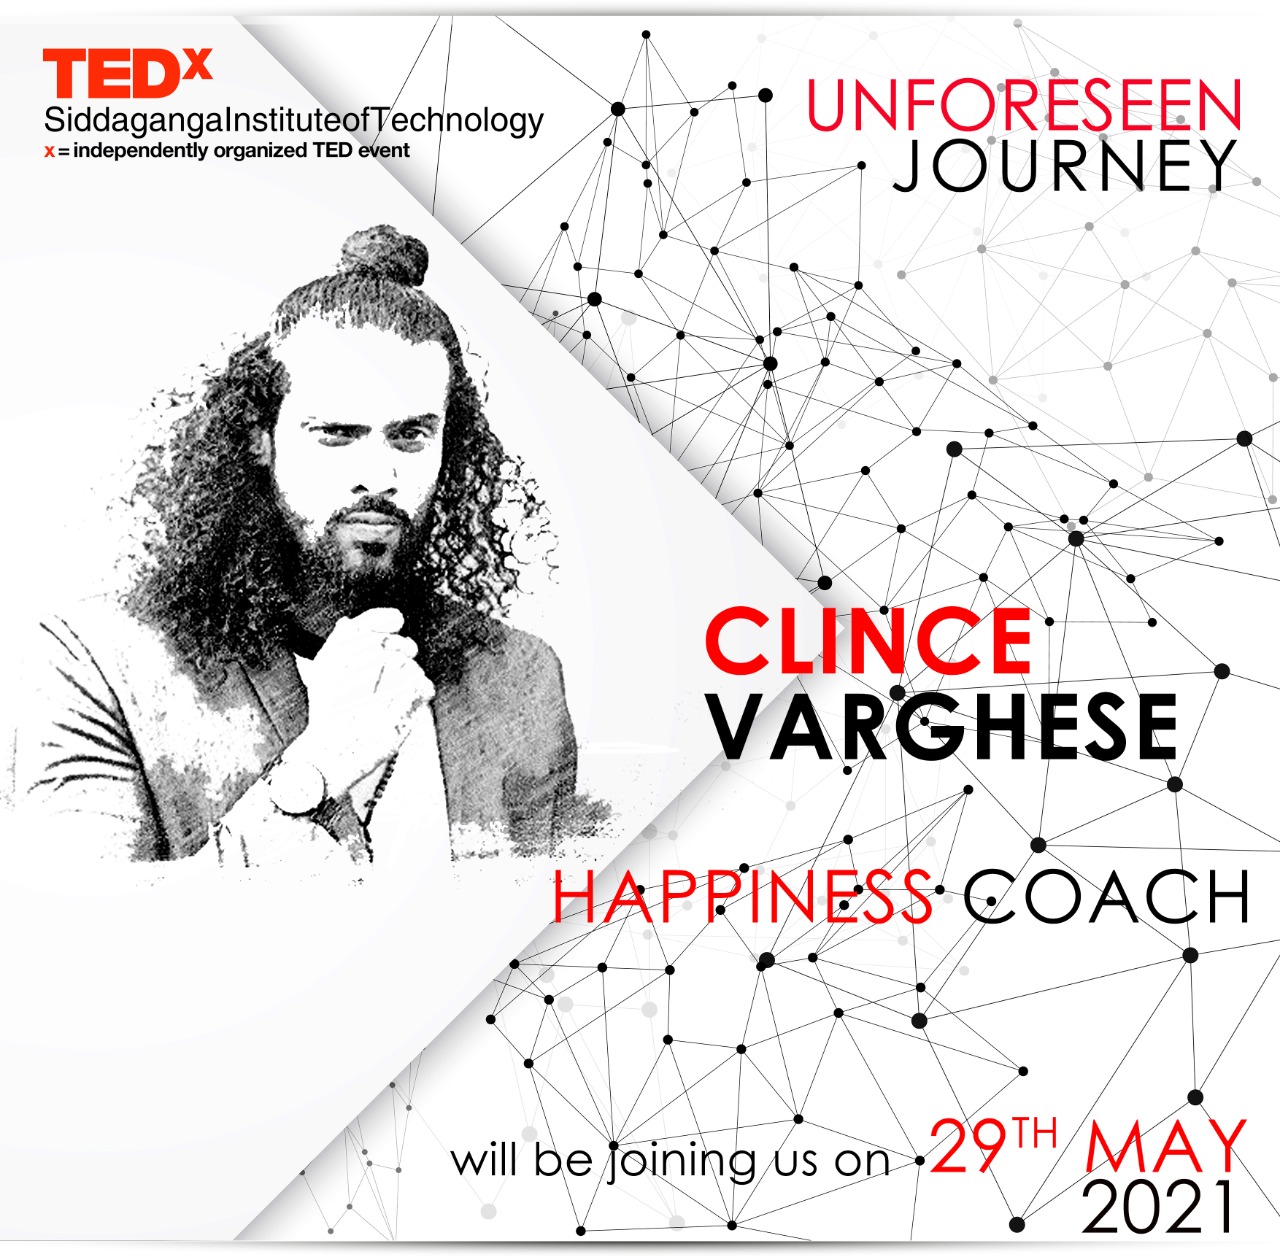 TEDx
SiddagangaInstituteofTechnology
x = independently organized TED event
UNFORESEEN
JOURNEY
CLINCE
VARGHESE
HAPPINESS COACH
will be joining us on 29TH MAY
2021